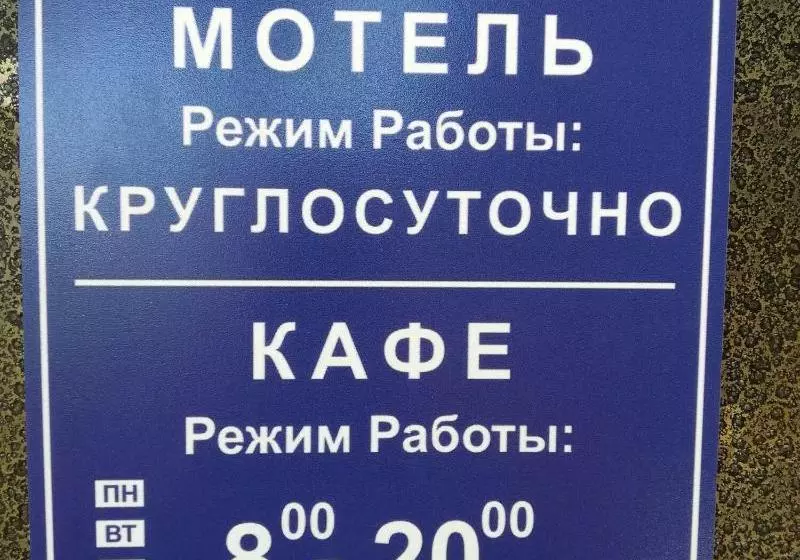 МОТЕЛЬ
Режим Работы:
КРУГЛОСУТОЧНО
КАФЕ
Режим Работы:
ПН
ВТ
8⁰⁰ 20⁰⁰